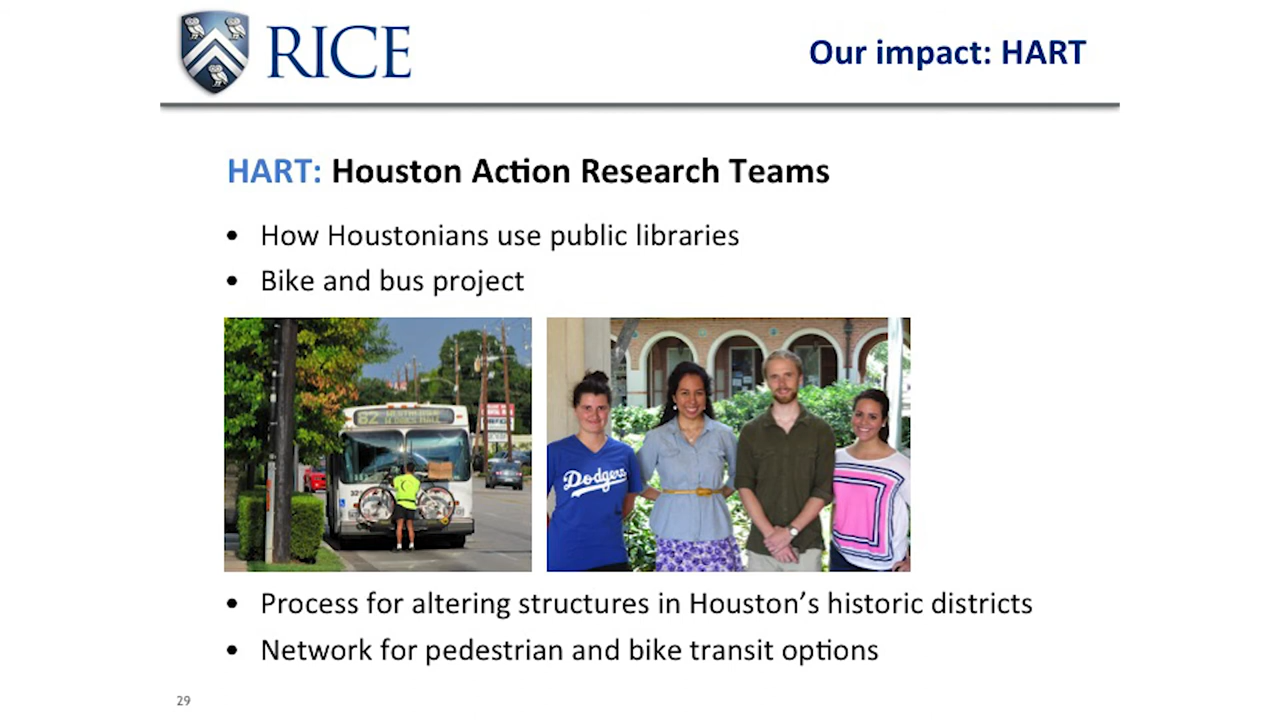 RICE
Our impact: HART
HART: Houston Action Research Teams
• How Houstonians use public libraries
• Bike and bus project
82
Dodgers
• Process for altering structures in Houston’s historic districts
• Network for pedestrian and bike transit options
29